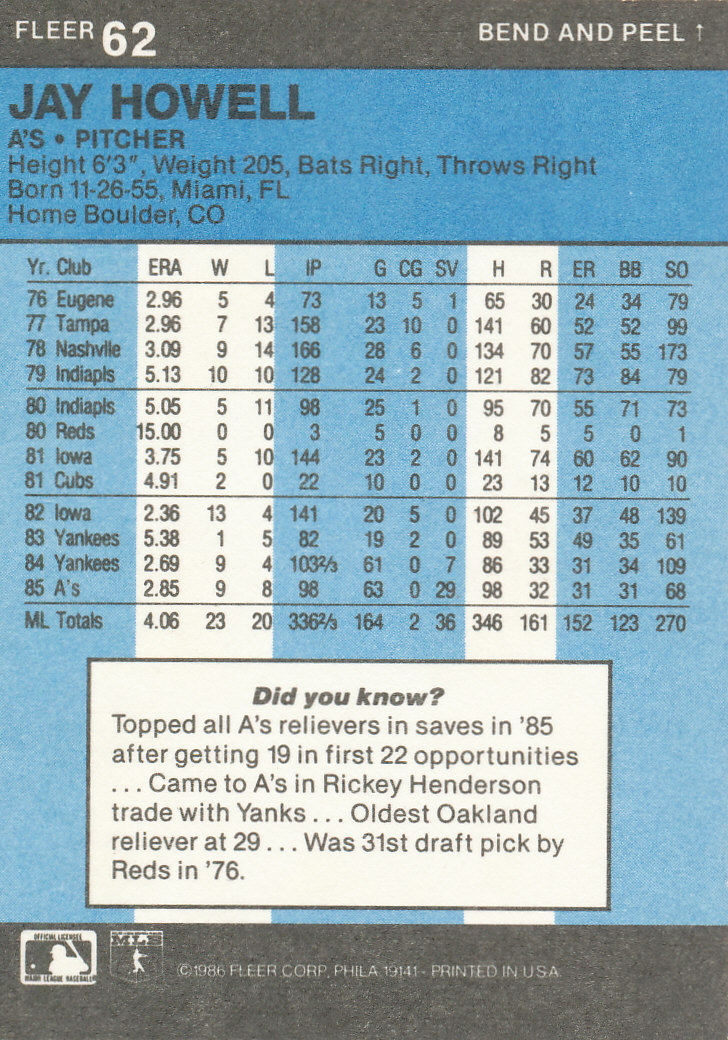 FLEER 62 BEND AND PEEL ↑
JAY HOWELL
A'S • PITCHER
Height 6'3", Weight 205, Bats Right, Throws Right
Born 11-26-55, Miami, FL
Home Boulder, CO
Yr. Club ERA W L IP G CG SV H R ER BB SO
76 Eugene 2.96 5 4 73 13 5 1 65 30 24 34 79
77 Tampa 2.96 7 13 158 23 10 0 141 60 52 52 99
78 Nashvlle 3.09 9 14 166 28 6 0 134 70 57 55 173
79 Indiapls 5.13 10 10 128 24 2 0 121 82 73 84 79
80 Indiapls 5.05 5 11 98 25 1 0 95 70 55 71 73
80 Reds 15.00 0 0 3 5 0 0 8 5 5 0 1
81 Iowa 3.75 5 10 144 23 2 0 141 74 60 62 90
81 Cubs 4.91 2 0 22 10 0 0 23 13 12 10 10
82 Iowa 2.36 13 4 141 20 5 0 102 45 37 48 139
83 Yankees 5.38 1 5 82 19 2 0 89 53 49 35 61
84 Yankees 2.69 9 4 103⅔ 61 0 7 86 33 31 34 109
85 A's 2.85 9 8 98 63 0 29 98 32 31 31 68
ML Totals 4.06 23 20 336⅔ 164 2 36 346 161 152 123 270
Did you know?
Topped all A's relievers in saves in '85
after getting 19 in first 22 opportunities
... Came to A's in Rickey Henderson
trade with Yanks ... Oldest Oakland
reliever at 29 ... Was 31st draft pick by
Reds in '76.
OFFICIAL LICENSEE
MAJOR LEAGUE BASEBALL
©1986 FLEER CORP., PHILA. 19141 - PRINTED IN U.S.A.